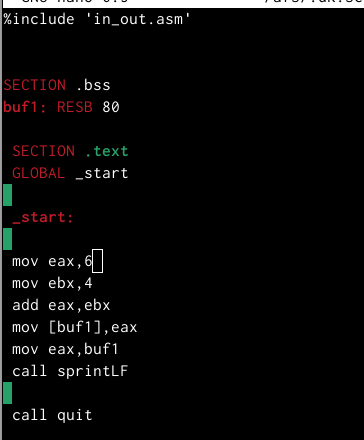 %include 'in_out.asm'
SECTION .bss
buf1: RESB 80
SECTION .text
GLOBAL _start
_start:
mov eax,6
mov ebx,4
add eax,ebx
mov [buf1],eax
mov eax,buf1
call sprintLF
call quit